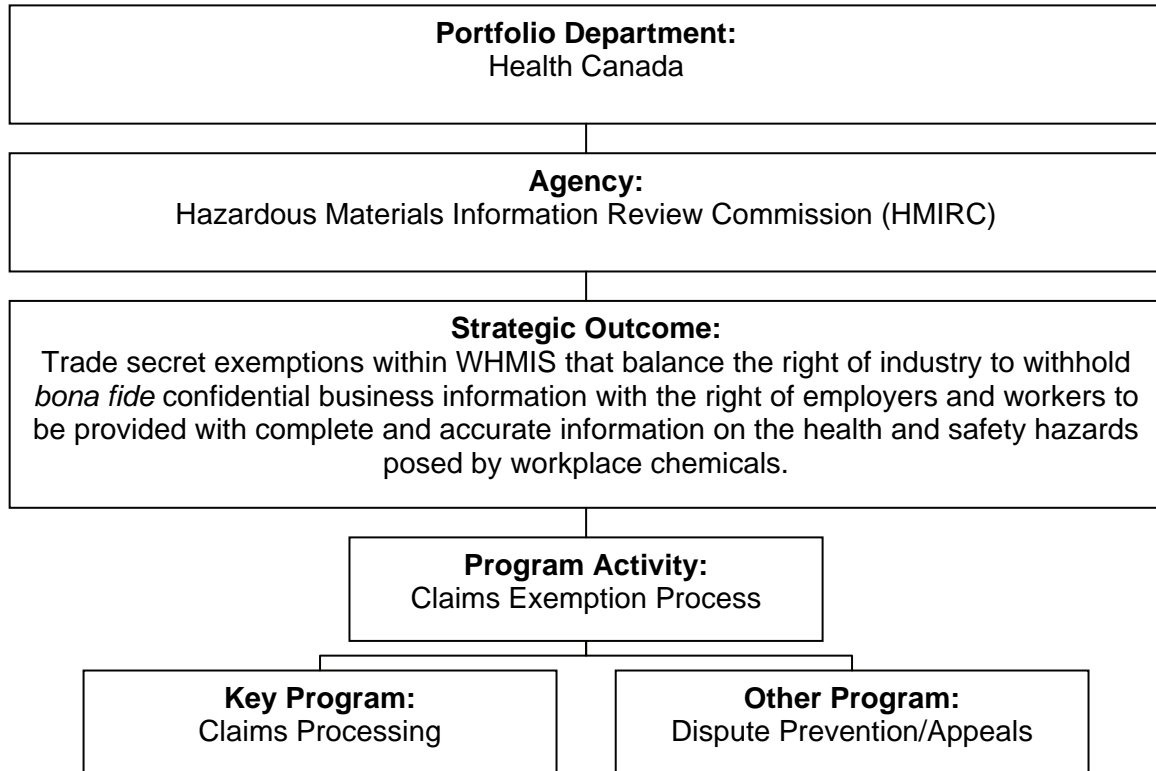 Portfolio Department:
Health Canada
Agency:
Hazardous Materials Information Review Commission (HMIRC)
Strategic Outcome:
Trade secret exemptions within WHMIS that balance the right of industry to withhold
bona fide confidential business information with the right of employers and workers to
be provided with complete and accurate information on the health and safety hazards
posed by workplace chemicals.
Program Activity:
Claims Exemption Process
Key Program:
Claims Processing
Other Program:
Dispute Prevention/Appeals